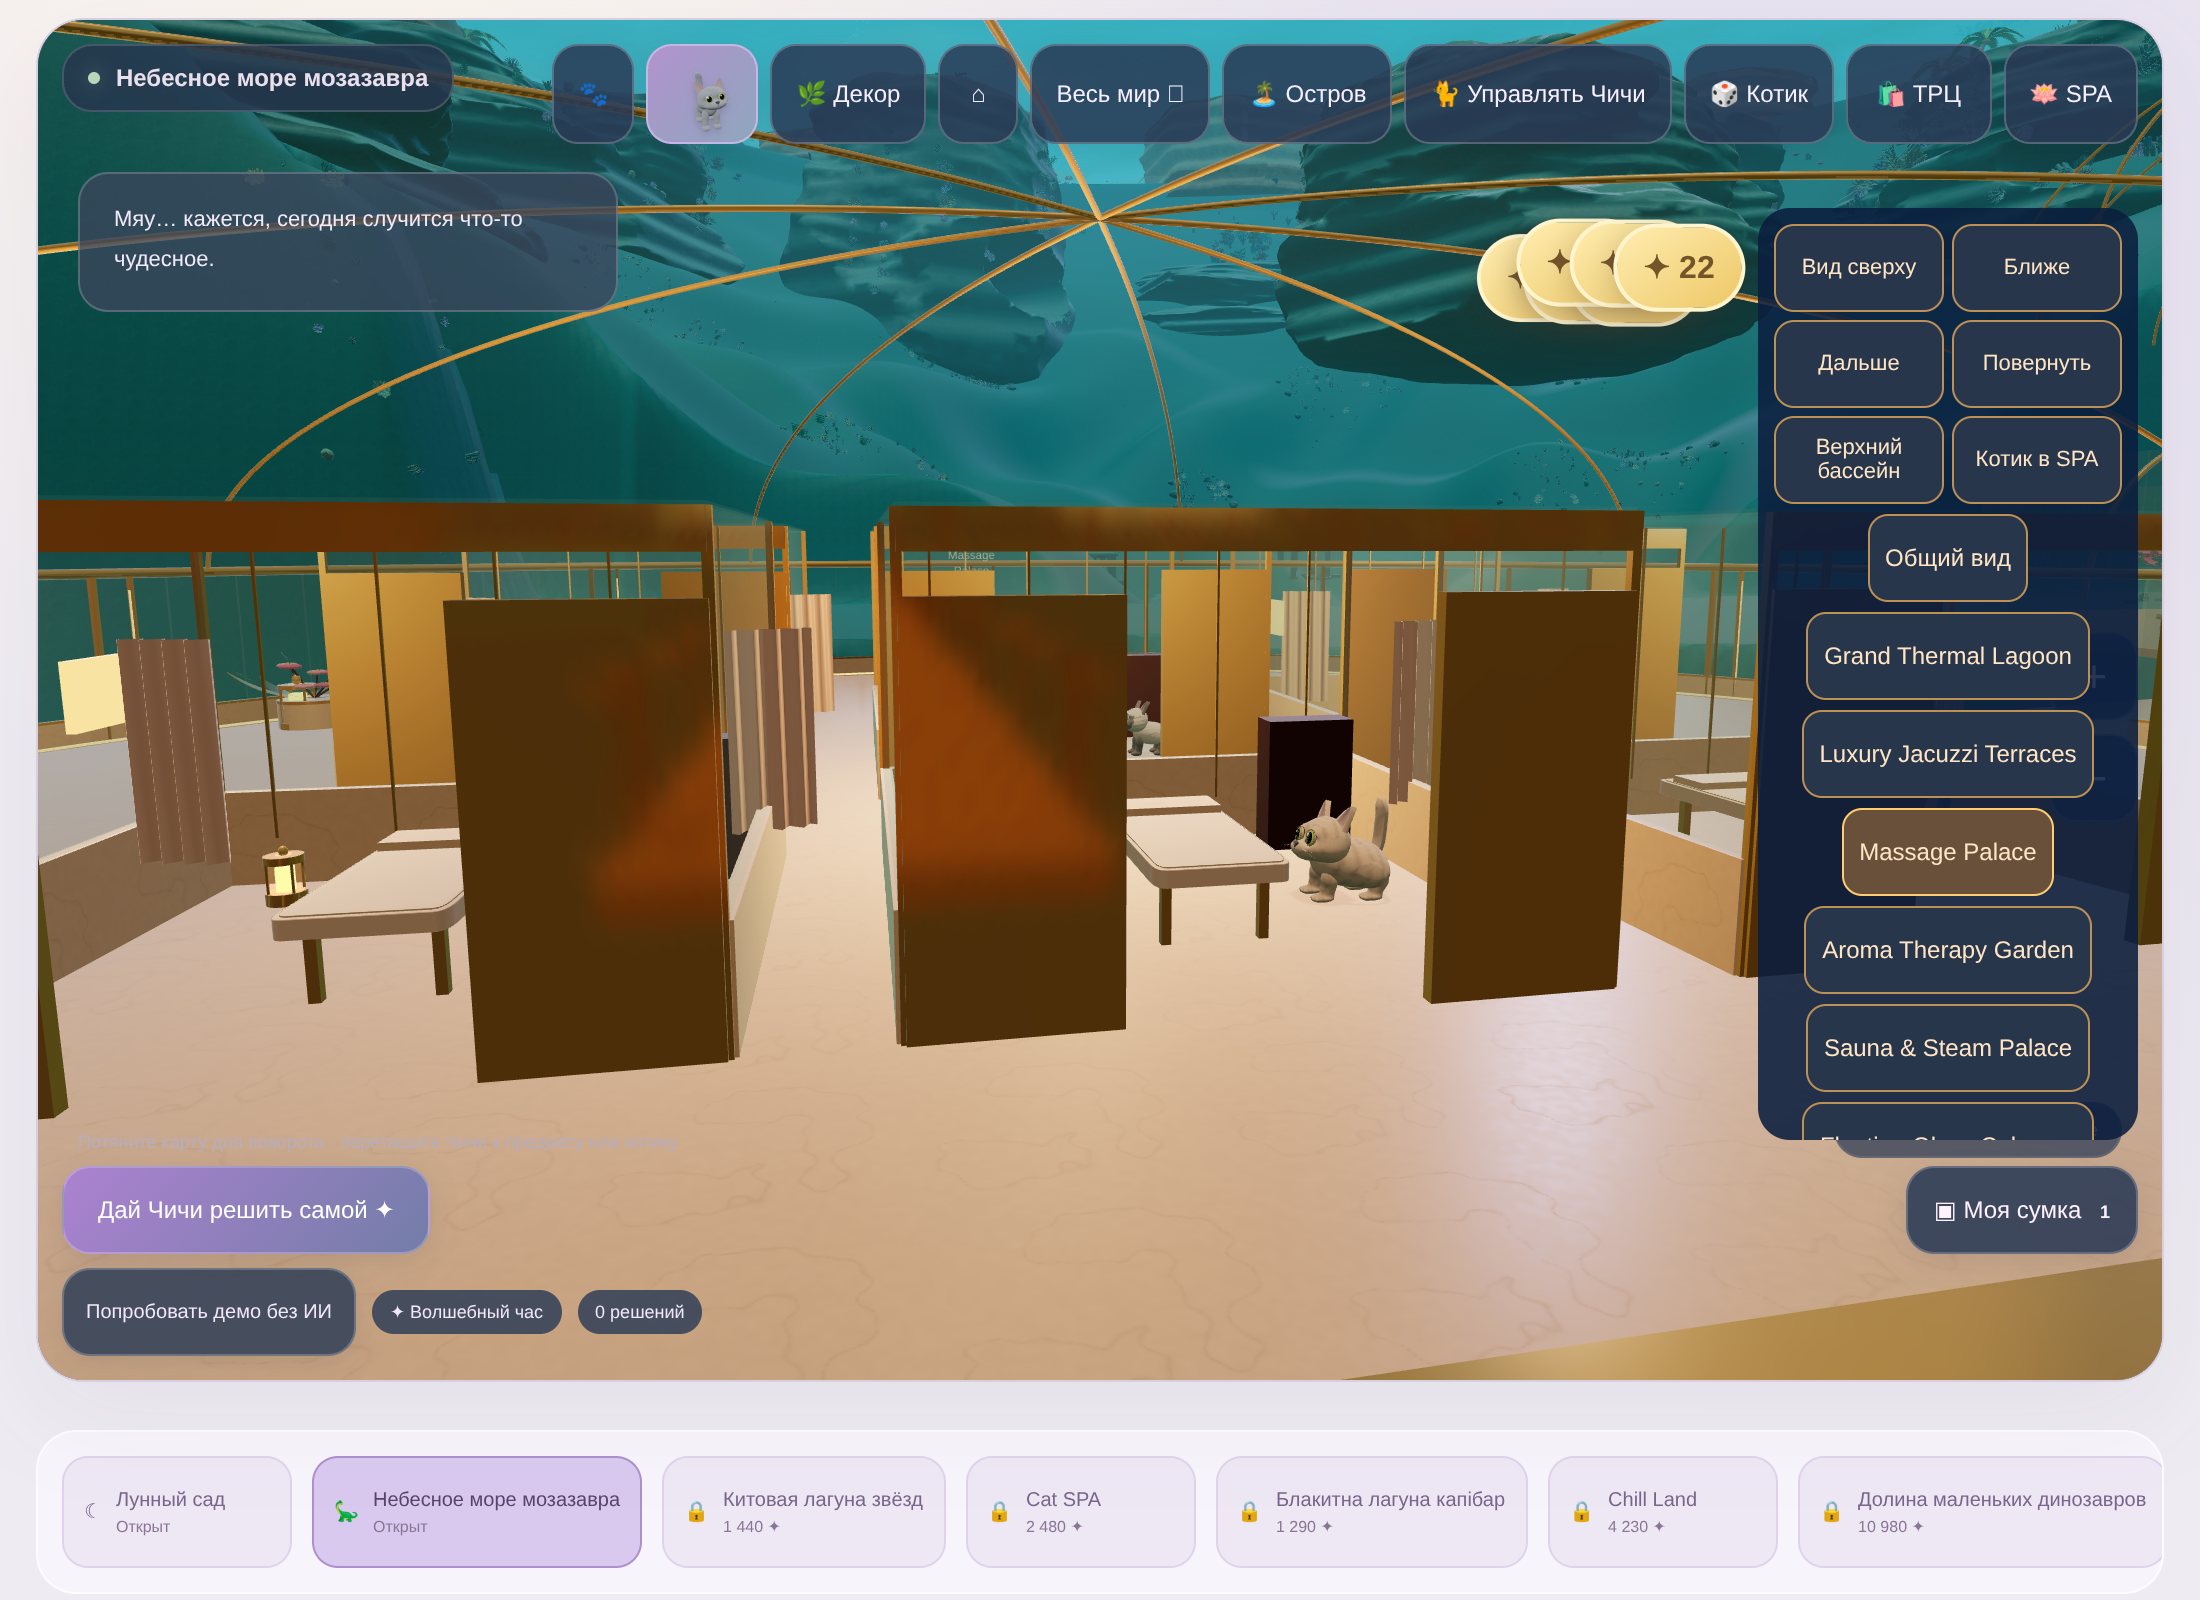 Небесное море мозазавра
🌿 Декор
Весь мир
🏝️ Остров
🐈 Управлять Чичи
🎲 Котик
🛍️ ТРЦ
🪷 SPA
Мяу… кажется, сегодня случится что-то
чудесное.
✦ 22
Вид сверху
Ближе
Дальше
Повернуть
Верхний
бассейн
Котик в SPA
Общий вид
Massage
Grand Thermal Lagoon
Luxury Jacuzzi Terraces
Massage Palace
Aroma Therapy Garden
Sauna & Steam Palace
Дай Чичи решить самой ✦
▣ Моя сумка 1
Попробовать демо без ИИ
✦ Волшебный час
0 решений
Лунный сад
Открыт
Небесное море мозазавра
Открыт
Китовая лагуна звёзд
1 440 ✦
Cat SPA
2 480 ✦
Блакитна лагуна капібар
1 290 ✦
Chill Land
4 230 ✦
Долина маленьких динозавров
10 980 ✦